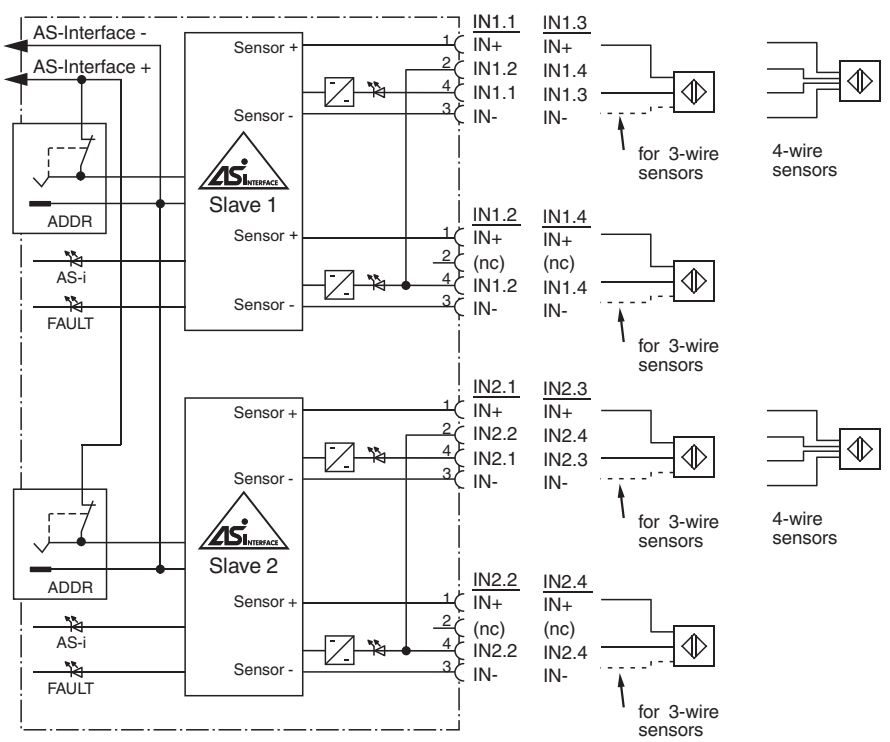 AS-Interface -
AS-Interface +
ADDR
AS-i
FAULT
Sensor +
Sensor -
ASi INTERFACE
Slave 1
Sensor +
Sensor -
IN1.1 IN1.3
1 IN+ IN+
2 IN1.2 IN1.4
4 IN1.1 IN1.3
3 IN- IN-
for 3-wire
sensors
4-wire
sensors
IN1.2 IN1.4
1 IN+ IN+
2 (nc) (nc)
4 IN1.2 IN1.4
3 IN- IN-
for 3-wire
sensors
ADDR
AS-i
FAULT
Sensor +
Sensor -
ASi INTERFACE
Slave 2
Sensor +
Sensor -
IN2.1 IN2.3
1 IN+ IN+
2 IN2.2 IN2.4
4 IN2.1 IN2.3
3 IN- IN-
for 3-wire
sensors
4-wire
sensors
IN2.2 IN2.4
1 IN+ IN+
2 (nc) (nc)
4 IN2.2 IN2.4
3 IN- IN-
for 3-wire
sensors